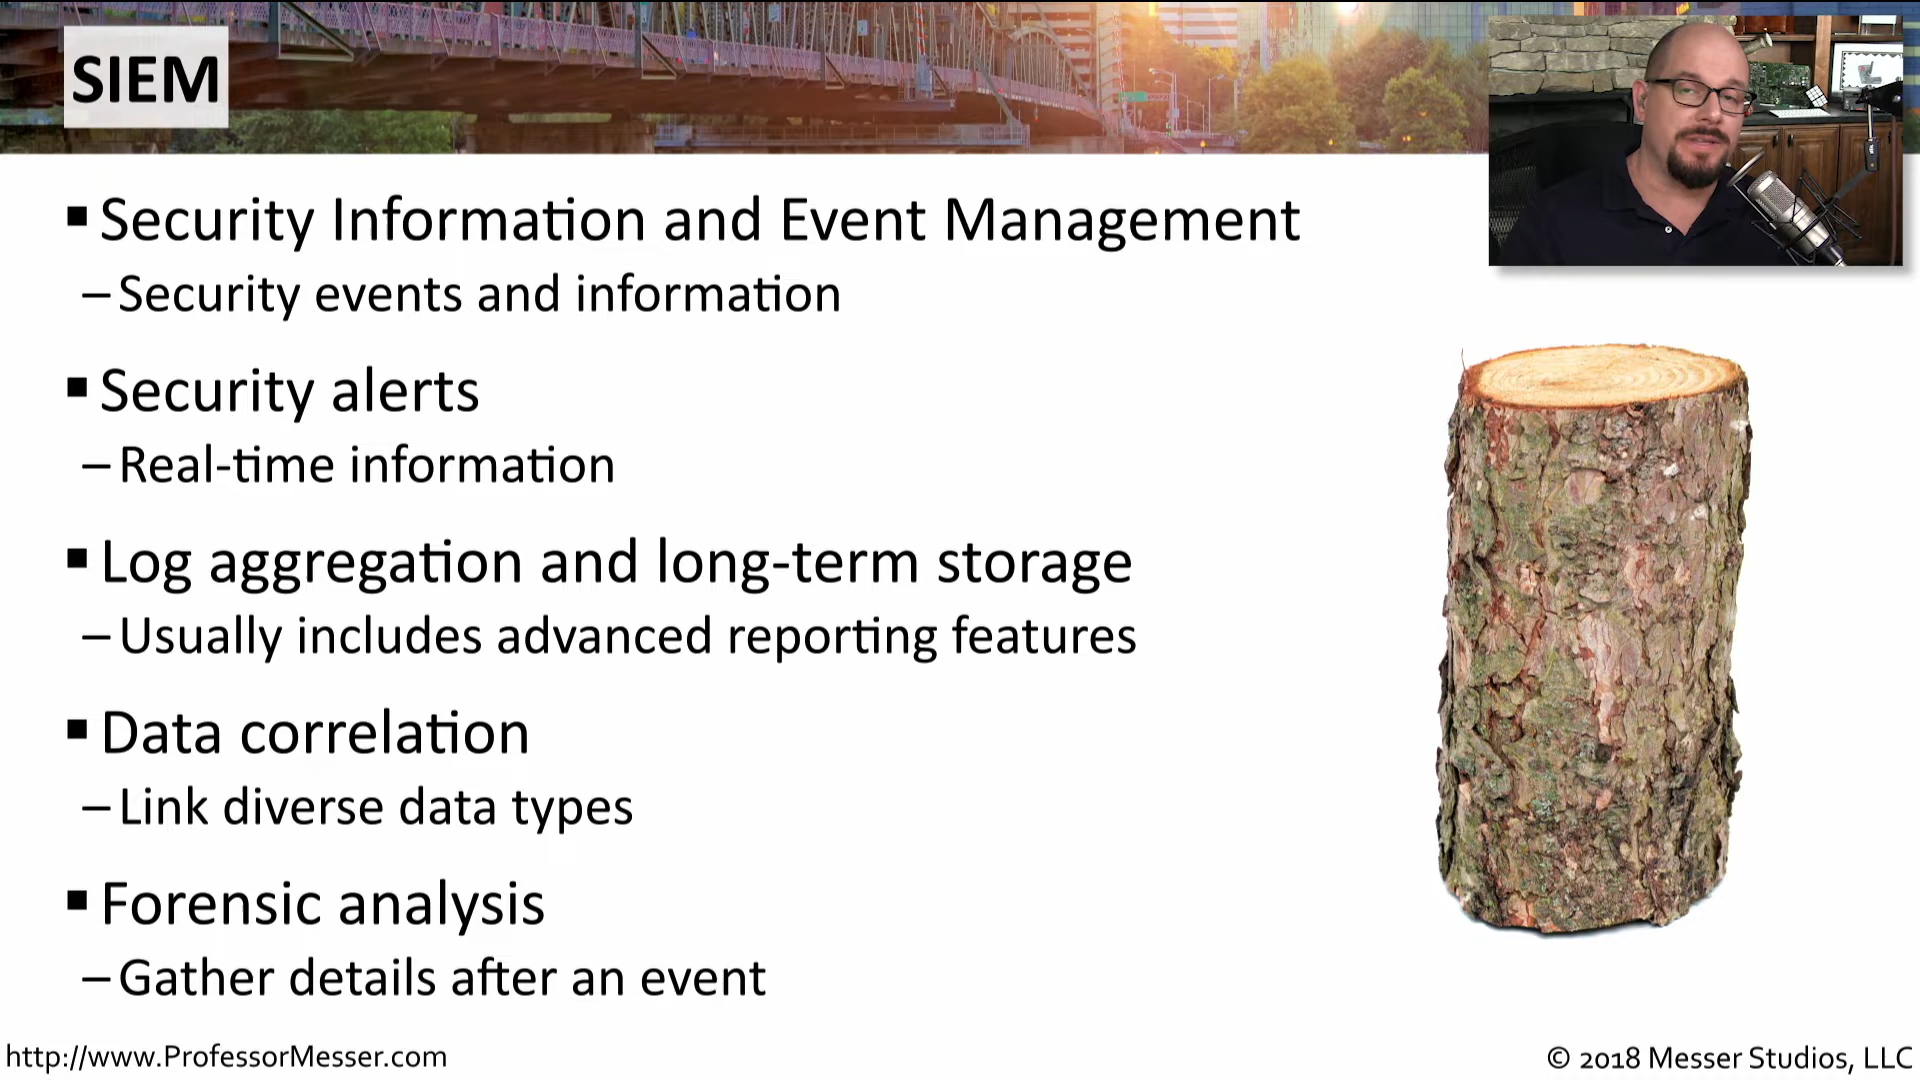 SIEM
▪ Security Information and Event Management
– Security events and information
▪ Security alerts
– Real-time information
▪ Log aggregation and long-term storage
– Usually includes advanced reporting features
▪ Data correlation
– Link diverse data types
▪ Forensic analysis
– Gather details after an event
http://www.ProfessorMesser.com
© 2018 Messer Studios, LLC